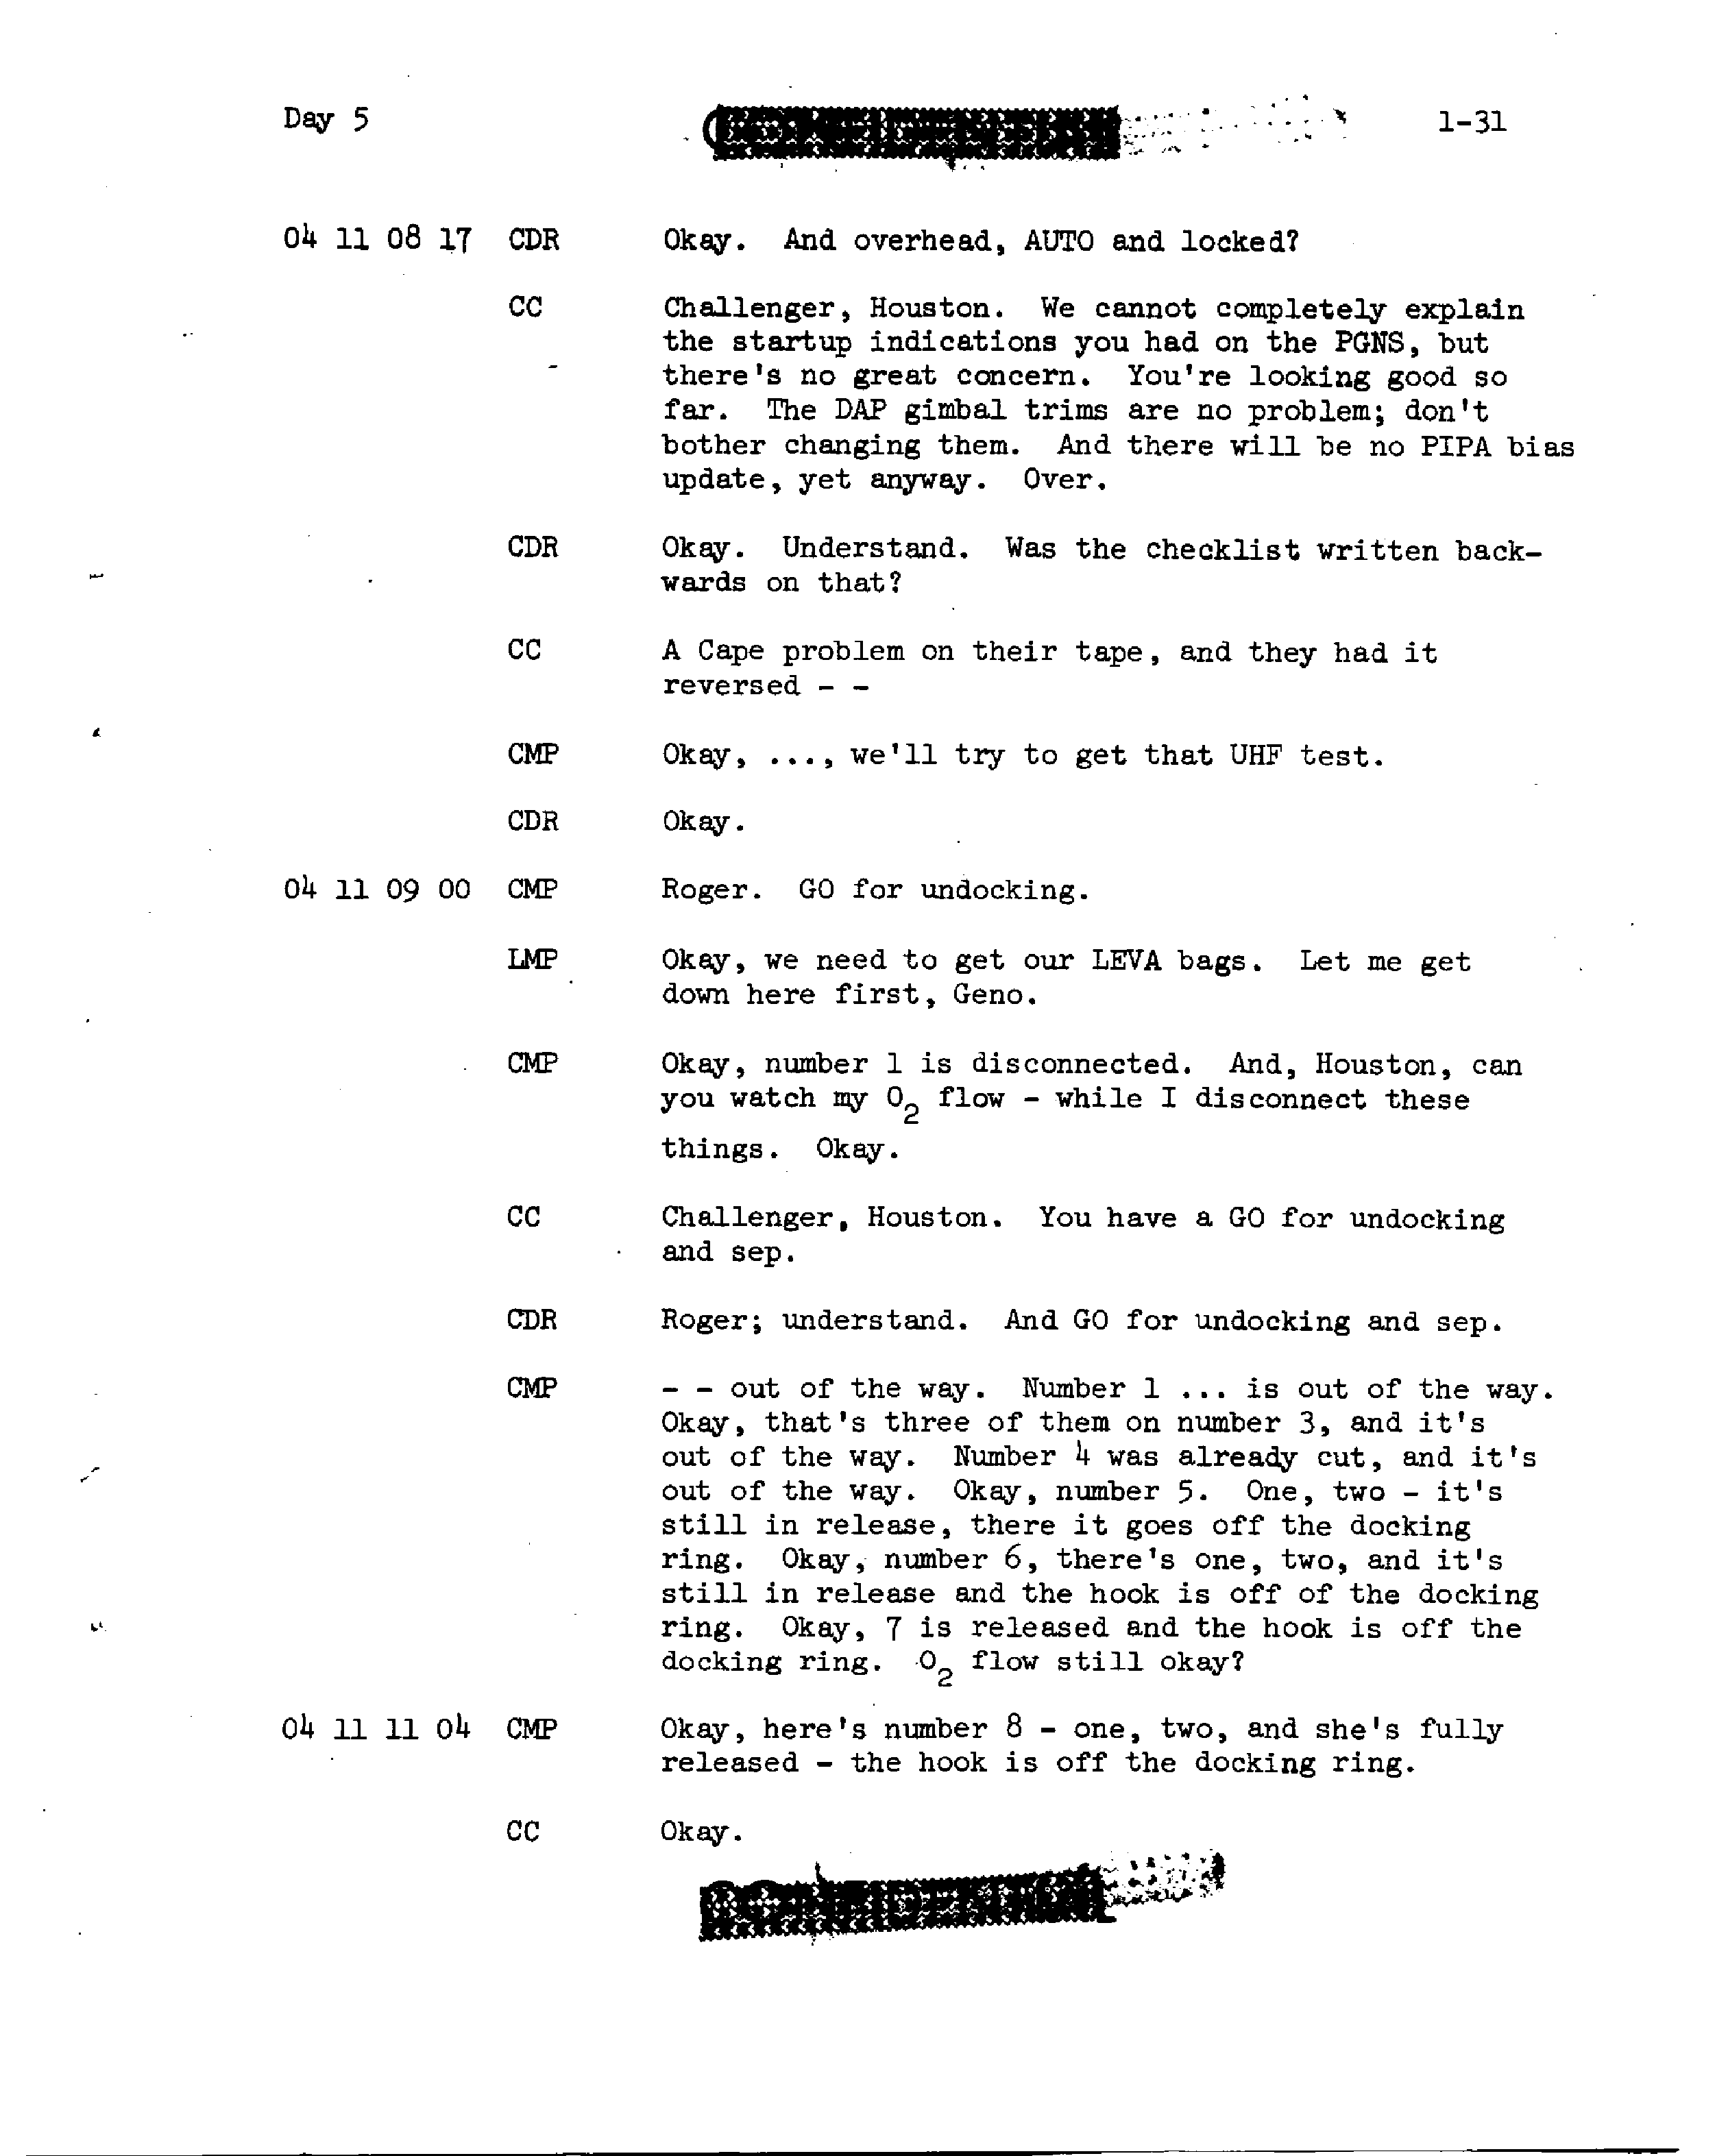 Day 5
1-31
04 11 08 17 CDR Okay. And overhead, AUTO and locked?
CC Challenger, Houston. We cannot completely explain
the startup indications you had on the PGNS, but
there's no great concern. You're looking good so
far. The DAP gimbal trims are no problem; don't
bother changing them. And there will be no PIPA bias
update, yet anyway. Over.
CDR Okay. Understand. Was the checklist written back-
wards on that?
CC A Cape problem on their tape, and they had it
reversed - -
CMP Okay, ..., we'll try to get that UHF test.
CDR Okay.
04 11 09 00 CMP Roger. GO for undocking.
LMP Okay, we need to get our LEVA bags. Let me get
down here first, Geno.
CMP Okay, number 1 is disconnected. And, Houston, can
you watch my O2 flow - while I disconnect these
things. Okay.
CC Challenger, Houston. You have a GO for undocking
and sep.
CDR Roger; understand. And GO for undocking and sep.
CMP - - out of the way. Number 1 ... is out of the way.
Okay, that's three of them on number 3, and it's
out of the way. Number 4 was already cut, and it's
out of the way. Okay, number 5. One, two - it's
still in release, there it goes off the docking
ring. Okay, number 6, there's one, two, and it's
still in release and the hook is off of the docking
ring. Okay, 7 is released and the hook is off the
docking ring. O2 flow still okay?
04 11 11 04 CMP Okay, here's number 8 - one, two, and she's fully
released - the hook is off the docking ring.
CC Okay.